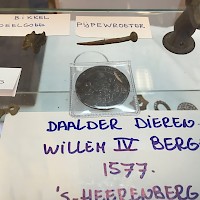 BIKKEL
PIJPEWROETER
DAALDER DIEREN.
WILLEM IV BERG
1577.
'S-HEERENBERG